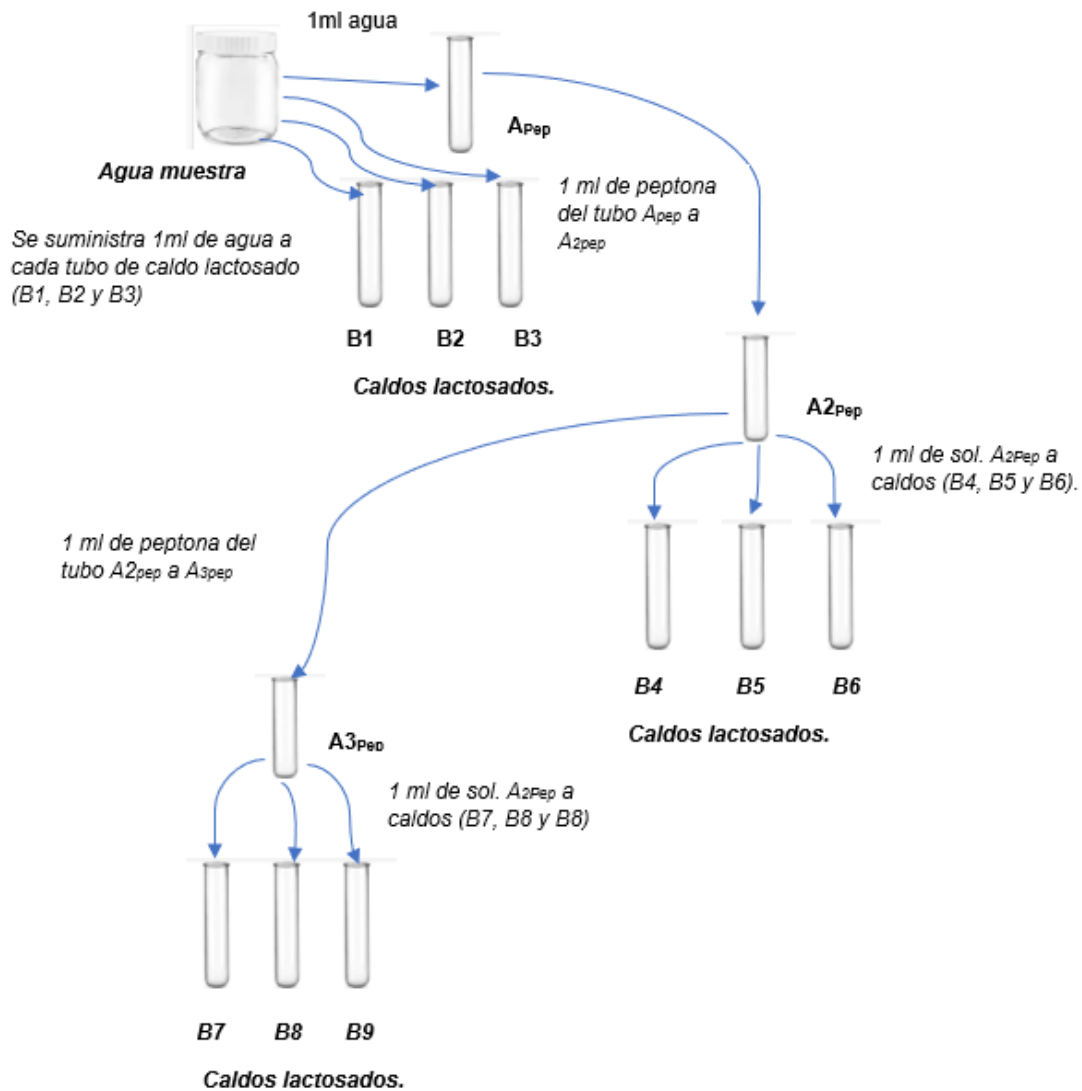 1ml agua
A Pep
Agua muestra
1 ml de peptona
del tubo Apep a
A2pep
Se suministra 1ml de agua a
cada tubo de caldo lactosado
(B1, B2 y B3)
B1 B2 B3
Caldos lactosados.
A2Pep
1 ml de sol. A2Pep a
caldos (B4, B5 y B6).
1 ml de peptona del
tubo A2pep a A3pep
B4 B5 B6
Caldos lactosados.
A3Pep
1 ml de sol. A2Pep a
caldos (B7, B8 y B8)
B7 B8 B9
Caldos lactosados.